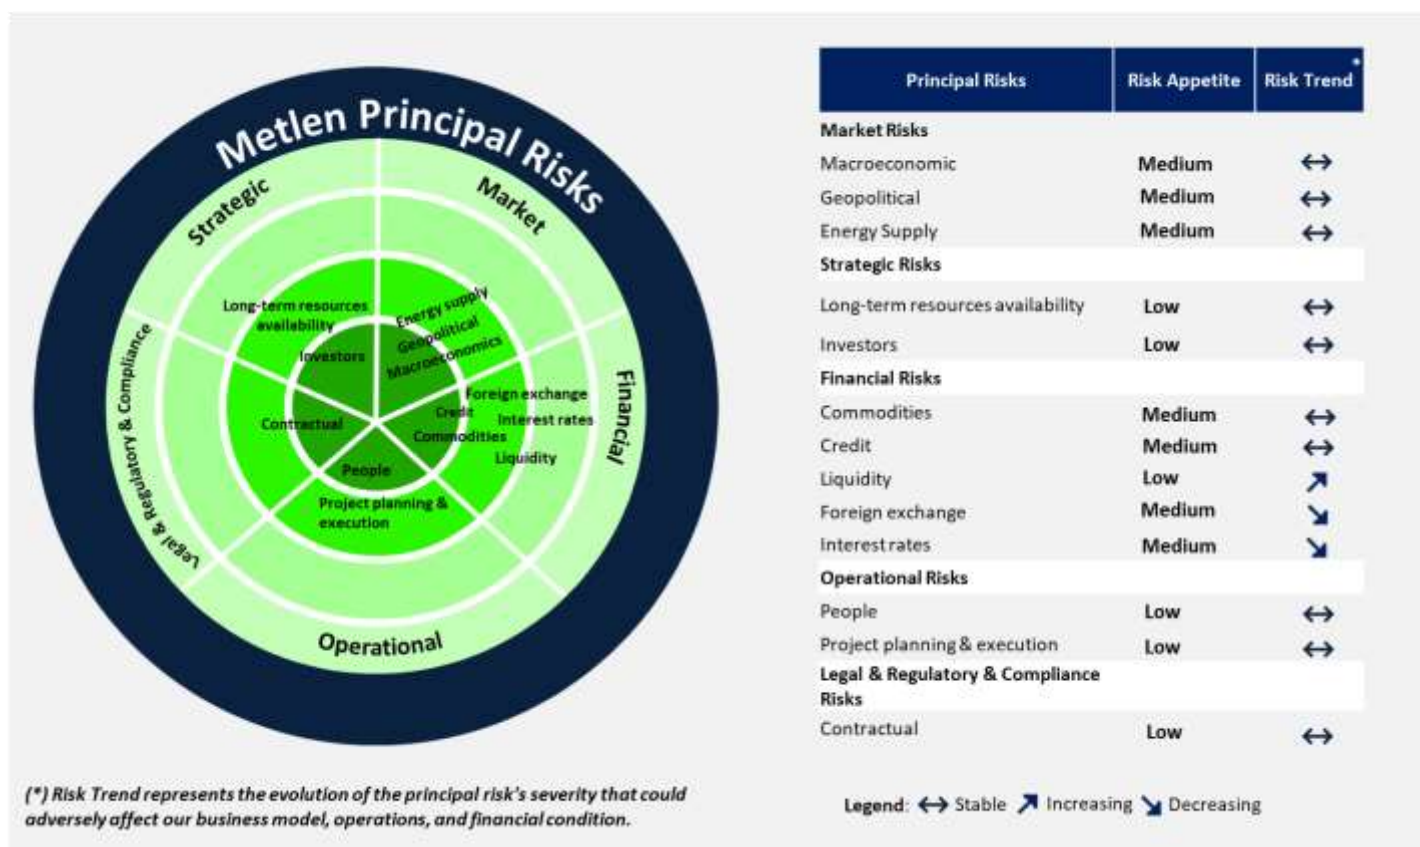 Metlen Principal Risks
Strategic
Market
Financial
Operational
Legal & Regulatory & Compliance
Long-term resources
availability
Investors
Energy supply
Geopolitical
Macroeconomics
Foreign exchange
Credit
Interest rates
Commodities
Liquidity
Contractual
People
Project planning &
execution
(*) Risk Trend represents the evolution of the principal risk's severity that could
adversely affect our business model, operations, and financial condition.
Principal Risks Risk Appetite Risk Trend *
Market Risks
Macroeconomic Medium ↔
Geopolitical Medium ↔
Energy Supply Medium ↔
Strategic Risks
Long-term resources availability Low ↔
Investors Low ↔
Financial Risks
Commodities Medium ↔
Credit Medium ↔
Liquidity Low ↗
Foreign exchange Medium ↘
Interest rates Medium ↘
Operational Risks
People Low ↔
Project planning & execution Low ↔
Legal & Regulatory & Compliance
Risks
Contractual Low ↔
Legend: ↔ Stable ↗ Increasing ↘ Decreasing